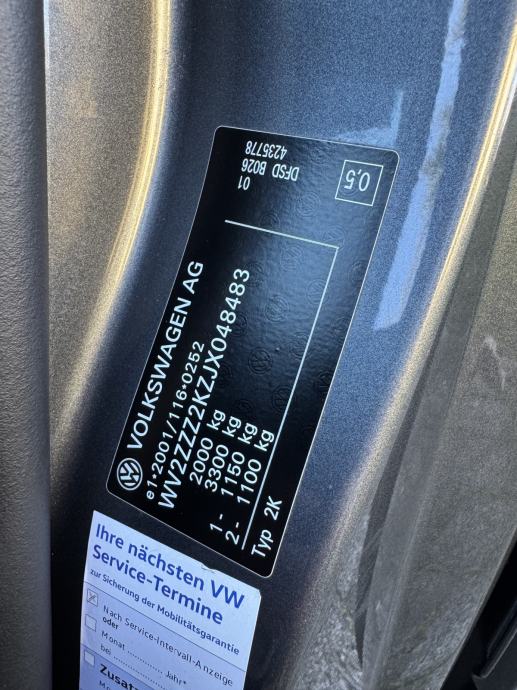 VOLKSWAGEN AG
e1*2001/116*0252
WV2ZZZ2KZJX048483
2000 kg
3300 kg
1- 1150 kg
2- 1100 kg
Typ 2K
01
DFSD B026
4235778
0,5
Ihre nächsten VW
Service-Termine
zur Sicherung der Mobilitätsgarantie
Nach Service-Intervall-Anzeige
oder
Monat ............ Jahr*
bei
Zusatz